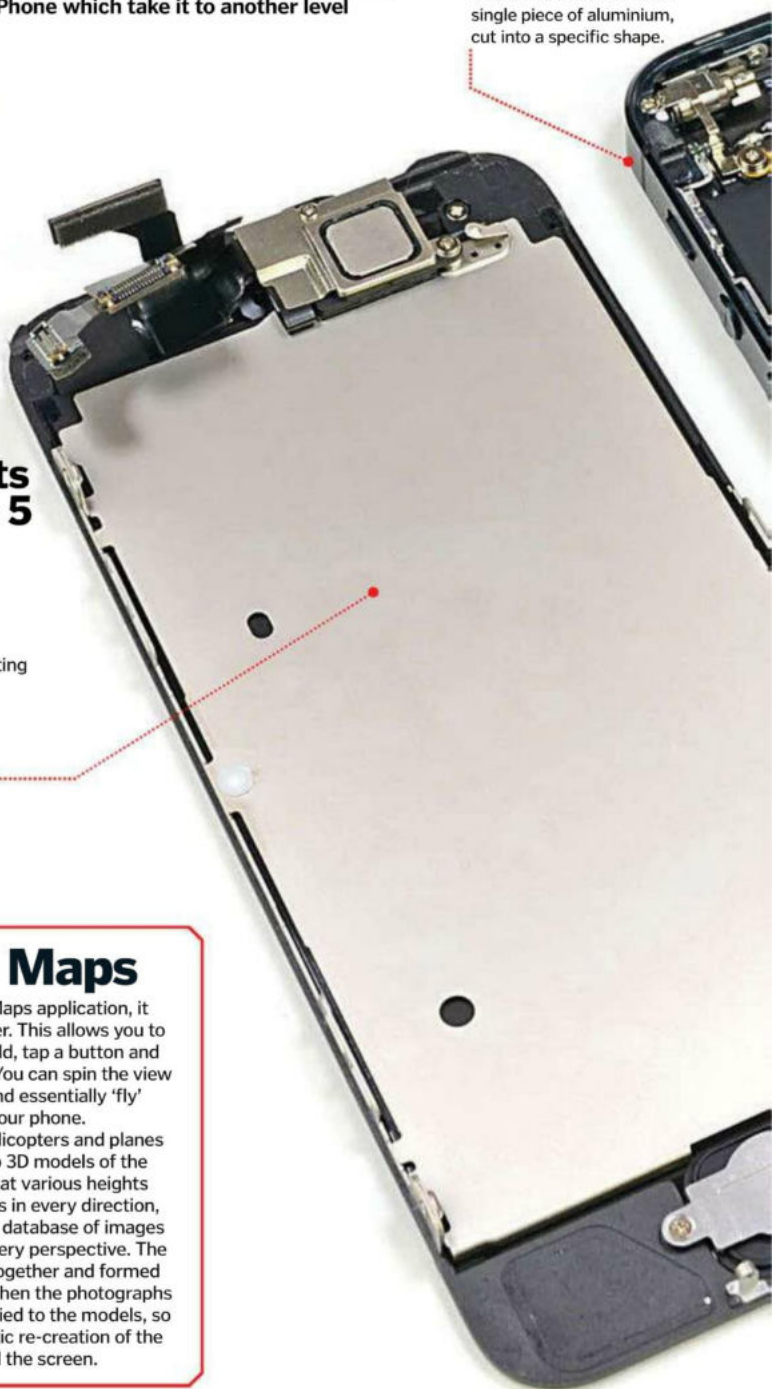 Phone which take it to another level
single piece of aluminium,
cut into a specific shape.
ts
5
ing
Maps
Maps application, it
er. This allows you to
ld, tap a button and
You can spin the view
nd essentially ‘fly’
our phone.
licopters and planes
o 3D models of the
at various heights
s in every direction,
database of images
ery perspective. The
ogether and formed
hen the photographs
ied to the models, so
ic re-creation of the
the screen.